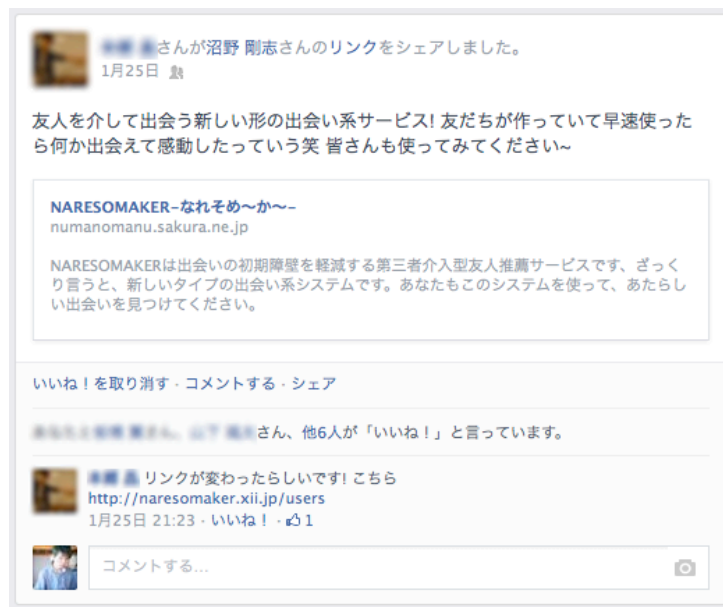 さんが沼野 剛志さんのリンクをシェアしました。
1月25日
友人を介して出会う新しい形の出会い系サービス! 友だちが作っていて早速使った
ら何か出会えて感動したっていう笑 皆さんも使ってみてください~
NARESOMAKER–なれそめ〜か〜–
numanomanu.sakura.ne.jp
NARESOMAKERは出会いの初期障壁を軽減する第三者介入型友人推薦サービスです、ざっく
り言うと、新しいタイプの出会い系システムです。あなたもこのシステムを使って、あたらし
い出会いを見つけてください。
いいね！を取り消す · コメントする · シェア
さん、他6人が「いいね！」と言っています。
リンクが変わったらしいです! こちら
http://naresomaker.xii.jp/users
1月25日 21:23 · いいね！ · 1
コメントする...